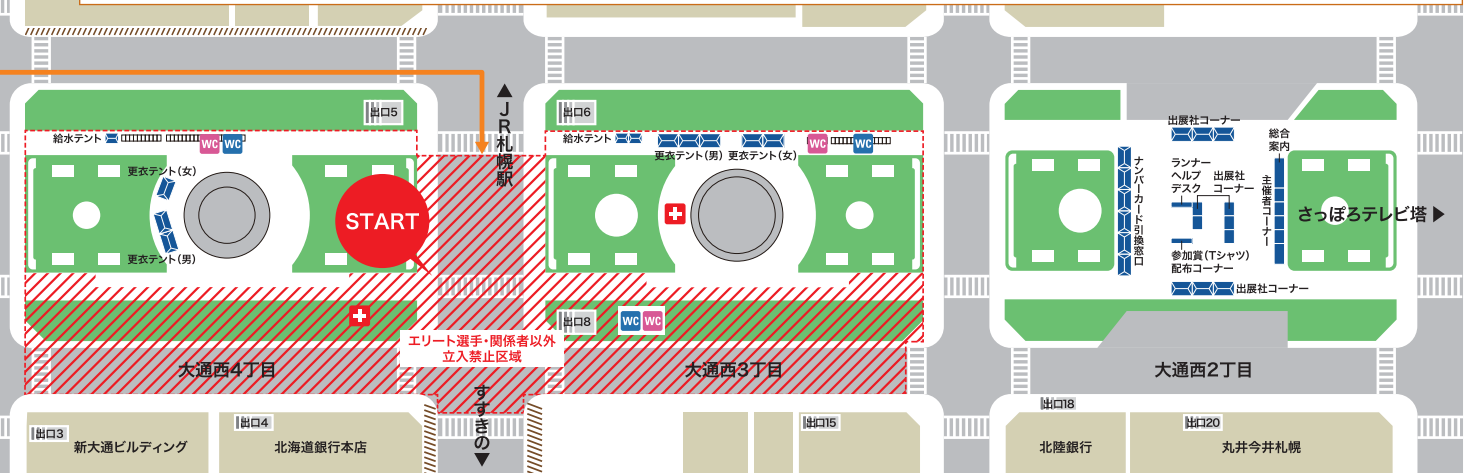 出口5
給水テント
WC WC
更衣テント(女)
更衣テント(男)
START
▲JR札幌駅
出口6
給水テント
更衣テント(男)
更衣テント(女)
WC
WC
出口8
WC WC
エリート選手・関係者以外
立入禁止区域
大通西4丁目
大通西3丁目
すすきの▼
出口3
新大通ビルディング
出口4
北海道銀行本店
出口15
出展社コーナー
総合
案内
ナンバーカード引換窓口
ランナー
ヘルプ
デスク
出展社
コーナー
主催者コーナー
さっぽろテレビ塔▶
参加賞(Tシャツ)
配布コーナー
出展社コーナー
大通西2丁目
出口18
北陸銀行
出口20
丸井今井札幌